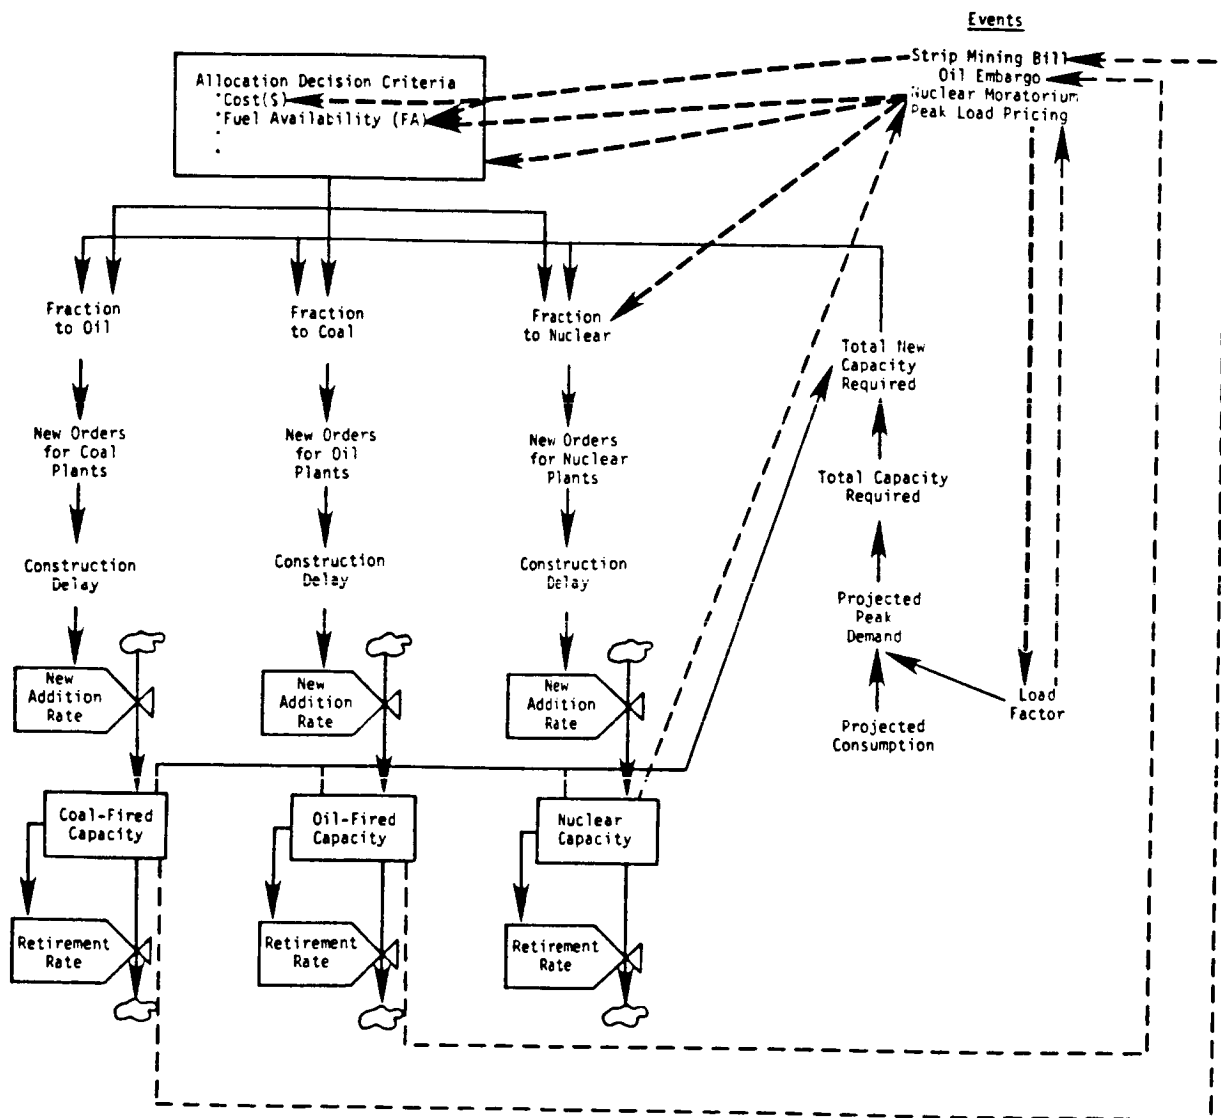 Events
Strip Mining Bill
Oil Embargo
Nuclear Moratorium
Peak Load Pricing
Allocation Decision Criteria
*Cost($)
*Fuel Availability (FA)
.
.
Fraction
to Oil
Fraction
to Coal
Fraction
to Nuclear
Total New
Capacity
Required
New Orders
for Coal
Plants
New Orders
for Oil
Plants
New Orders
for Nuclear
Plants
Total Capacity
Required
Construction
Delay
Construction
Delay
Construction
Delay
Projected
Peak
Demand
New
Addition
Rate
New
Addition
Rate
New
Addition
Rate
Load
Factor
Projected
Consumption
Coal-Fired
Capacity
Oil-Fired
Capacity
Nuclear
Capacity
Retirement
Rate
Retirement
Rate
Retirement
Rate